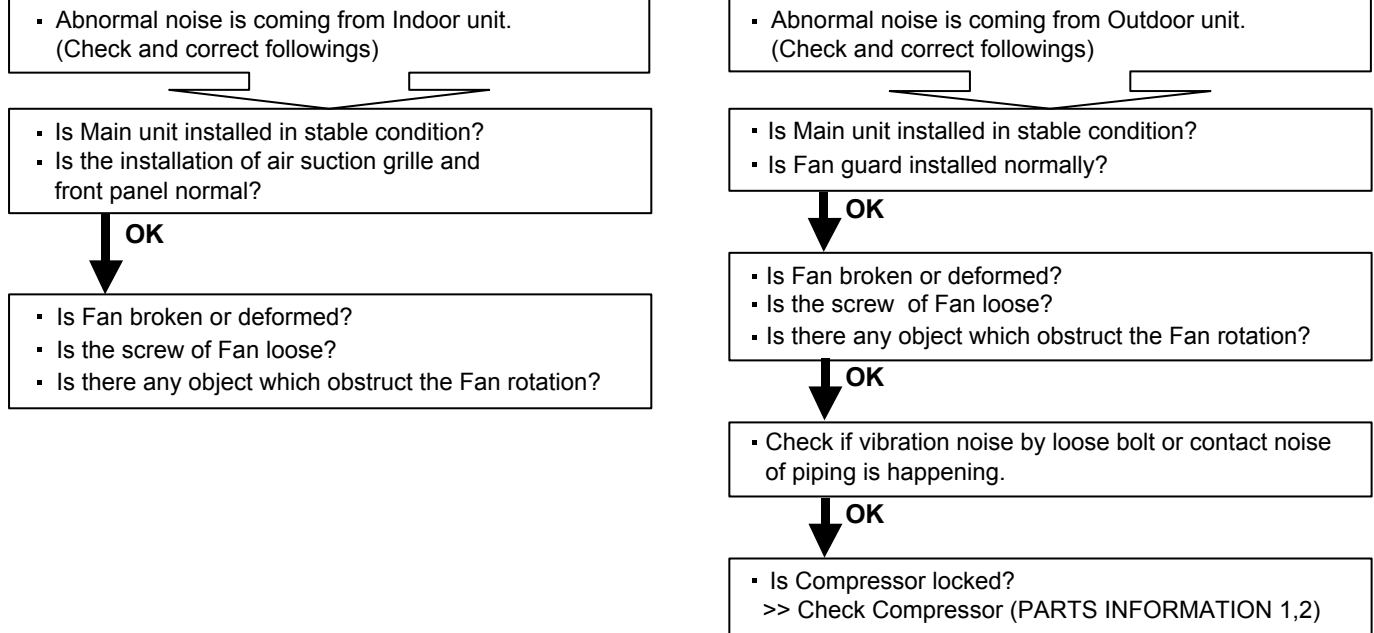 ▪ Abnormal noise is coming from Indoor unit.
(Check and correct followings)
▪ Is Main unit installed in stable condition?
▪ Is the installation of air suction grille and
front panel normal?
OK
▪ Is Fan broken or deformed?
▪ Is the screw of Fan loose?
▪ Is there any object which obstruct the Fan rotation?
▪ Abnormal noise is coming from Outdoor unit.
(Check and correct followings)
▪ Is Main unit installed in stable condition?
▪ Is Fan guard installed normally?
OK
▪ Is Fan broken or deformed?
▪ Is the screw of Fan loose?
▪ Is there any object which obstruct the Fan rotation?
OK
▪ Check if vibration noise by loose bolt or contact noise
of piping is happening.
OK
▪ Is Compressor locked?
>> Check Compressor (PARTS INFORMATION 1,2)